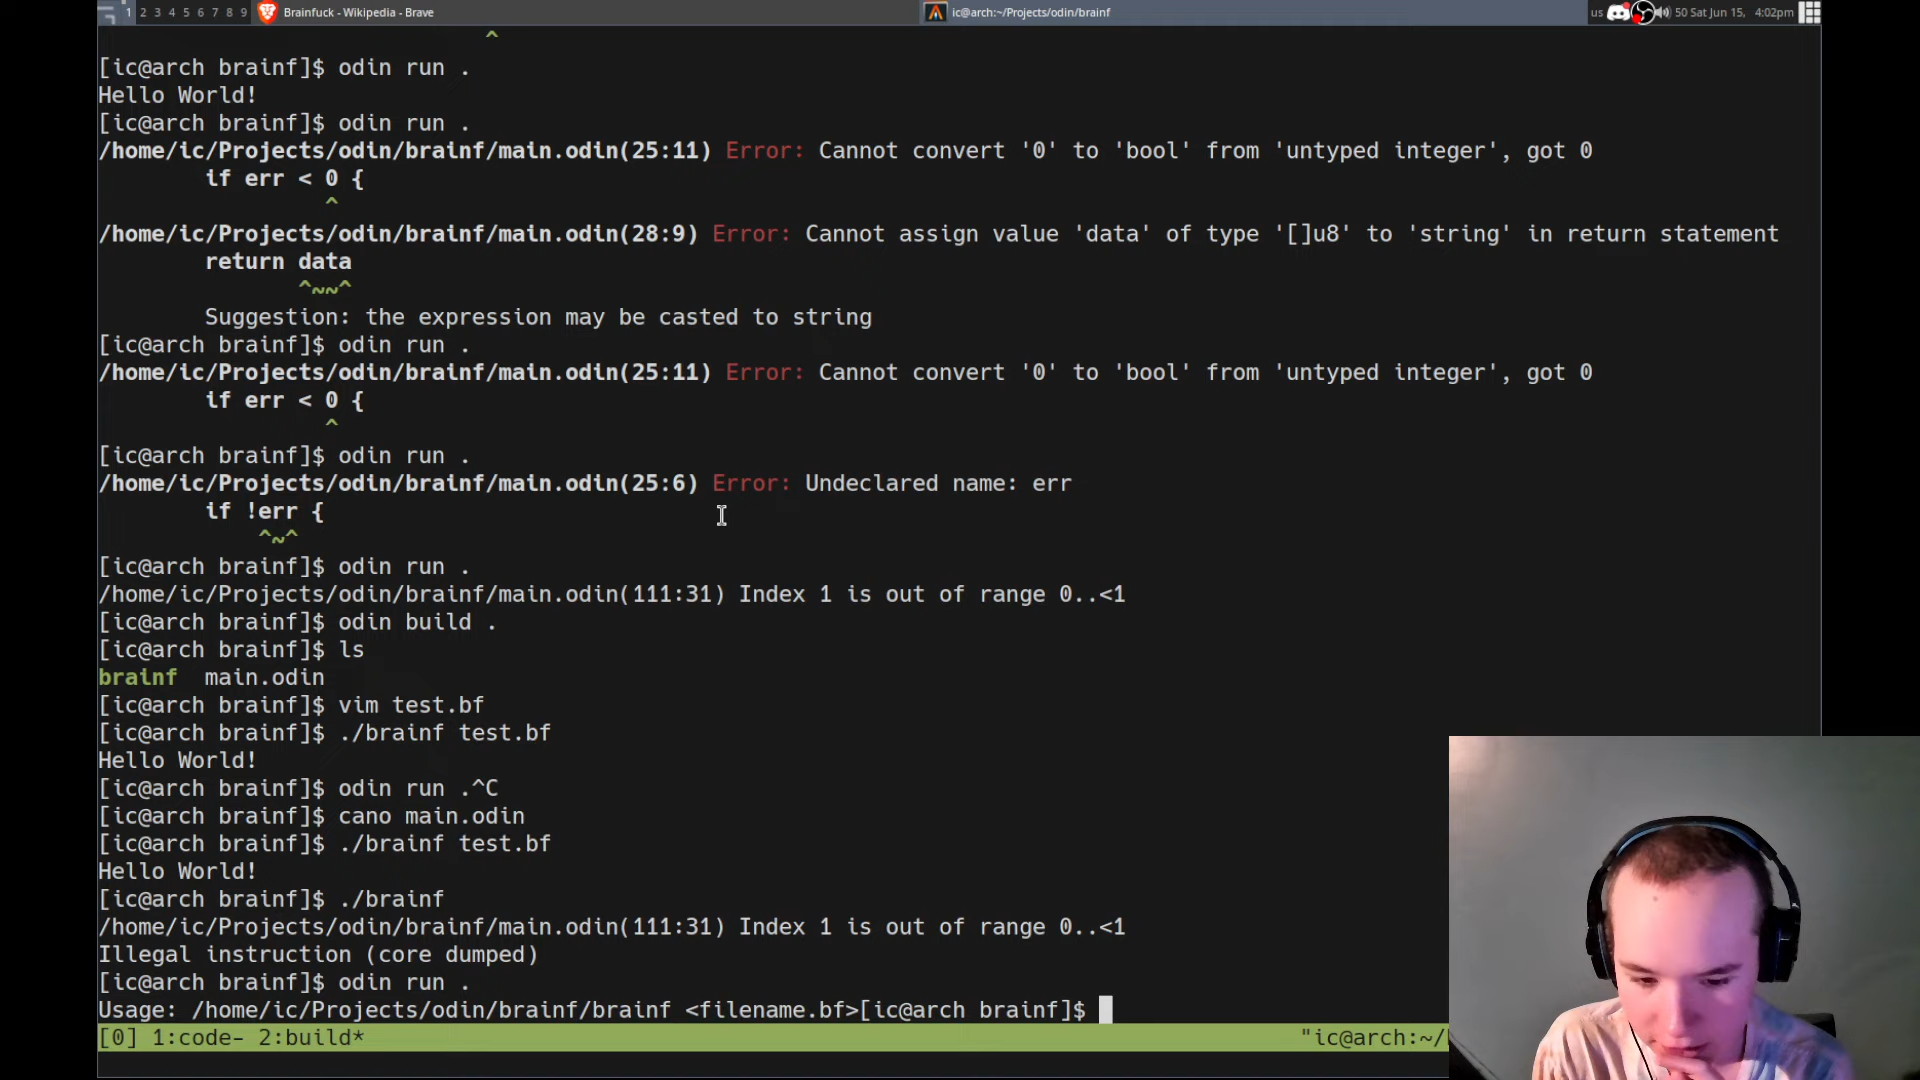 1 2 3 4 5 6 7 8 9 Brainfuck - Wikipedia - Brave ic@arch:~/Projects/odin/brainf us 50 Sat Jun 15, 4:02pm
^
[ic@arch brainf]$ odin run .
Hello World!
[ic@arch brainf]$ odin run .
/home/ic/Projects/odin/brainf/main.odin(25:11) Error: Cannot convert '0' to 'bool' from 'untyped integer', got 0
if err < 0 {
^
/home/ic/Projects/odin/brainf/main.odin(28:9) Error: Cannot assign value 'data' of type '[]u8' to 'string' in return statement
return data
^~~^
Suggestion: the expression may be casted to string
[ic@arch brainf]$ odin run .
/home/ic/Projects/odin/brainf/main.odin(25:11) Error: Cannot convert '0' to 'bool' from 'untyped integer', got 0
if err < 0 {
^
[ic@arch brainf]$ odin run .
/home/ic/Projects/odin/brainf/main.odin(25:6) Error: Undeclared name: err
if !err {
^~^
[ic@arch brainf]$ odin run .
/home/ic/Projects/odin/brainf/main.odin(111:31) Index 1 is out of range 0..<1
[ic@arch brainf]$ odin build .
[ic@arch brainf]$ ls
brainf main.odin
[ic@arch brainf]$ vim test.bf
[ic@arch brainf]$ ./brainf test.bf
Hello World!
[ic@arch brainf]$ odin run .^C
[ic@arch brainf]$ cano main.odin
[ic@arch brainf]$ ./brainf test.bf
Hello World!
[ic@arch brainf]$ ./brainf
/home/ic/Projects/odin/brainf/main.odin(111:31) Index 1 is out of range 0..<1
Illegal instruction (core dumped)
[ic@arch brainf]$ odin run .
Usage: /home/ic/Projects/odin/brainf/brainf <filename.bf>[ic@arch brainf]$
[0] 1:code- 2:build* "ic@arch:~/